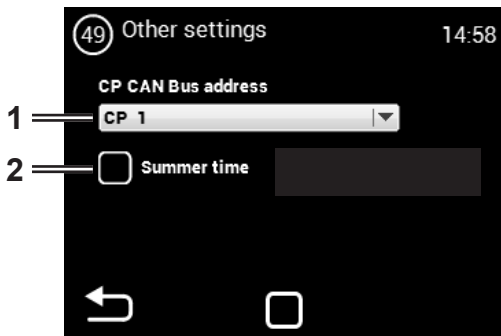 49 Other settings 14:58
CP CAN Bus address
1 CP 1
2 Summer time